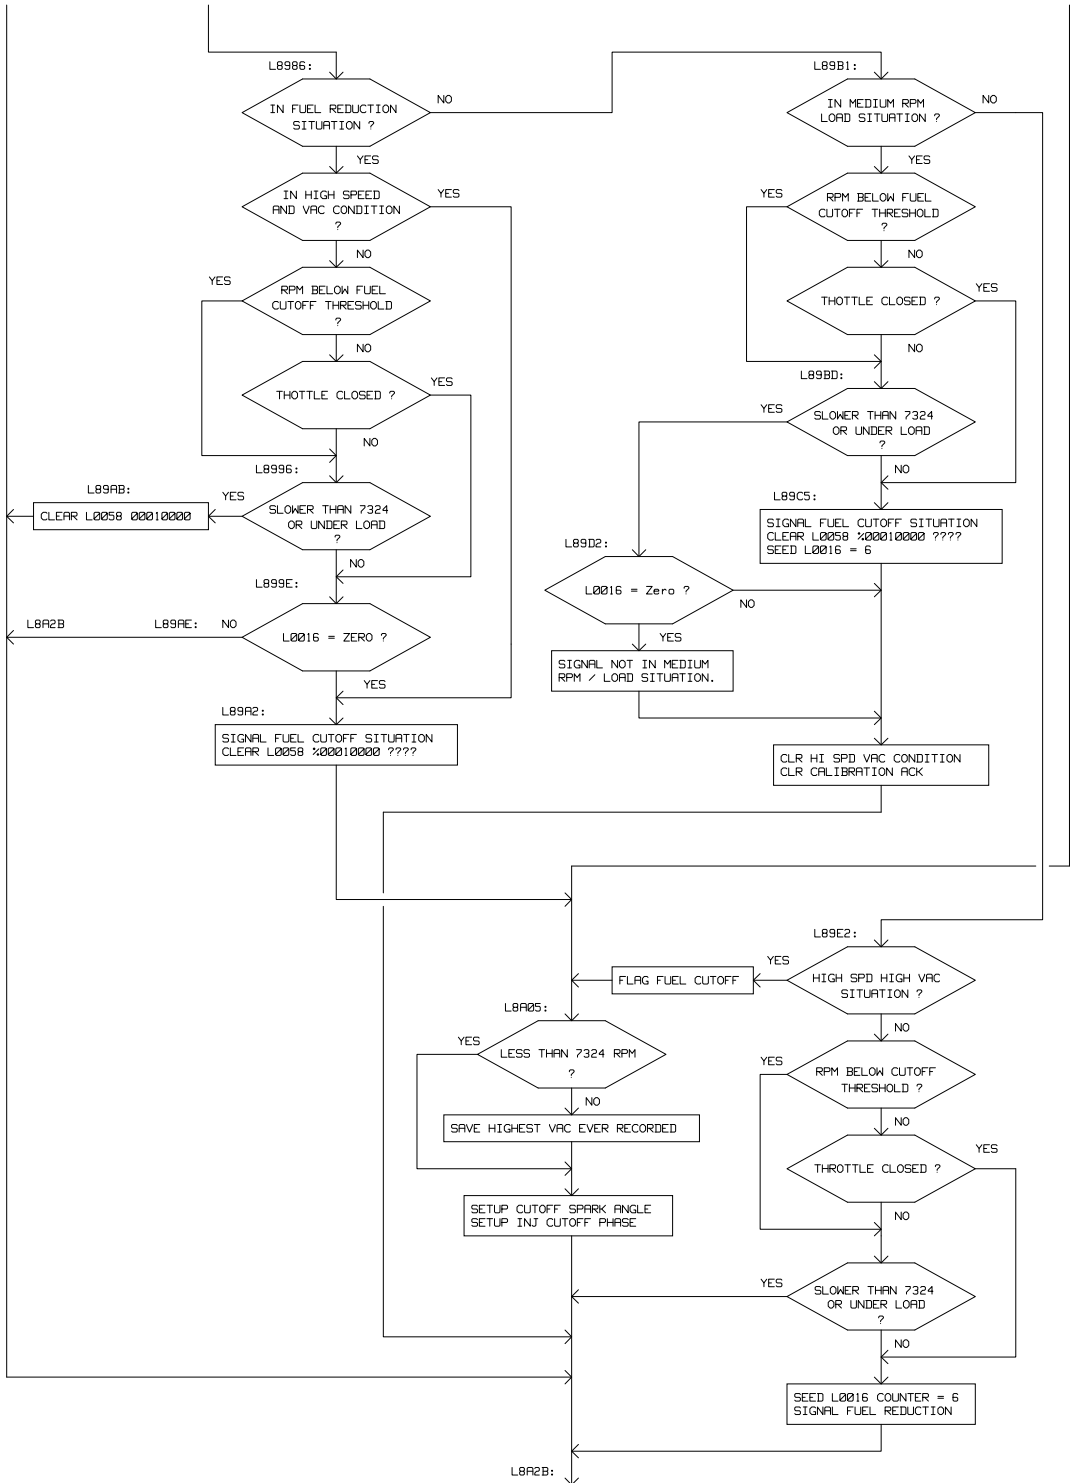 L8986:
IN FUEL REDUCTION
SITUATION ?
NO
YES
IN HIGH SPEED
AND VAC CONDITION
?
YES
NO
RPM BELOW FUEL
CUTOFF THRESHOLD
?
YES
NO
THOTTLE CLOSED ?
YES
NO
L8996:
SLOWER THAN 7324
OR UNDER LOAD
?
YES
NO
L89AB:
CLEAR L0058 00010000
L899E:
L0016 = ZERO ?
NO
L89AE:
L8A2B
YES
L89A2:
SIGNAL FUEL CUTOFF SITUATION
CLEAR L0058 %00010000 ????
L89B1:
IN MEDIUM RPM
LOAD SITUATION ?
NO
YES
RPM BELOW FUEL
CUTOFF THRESHOLD
?
YES
NO
THOTTLE CLOSED ?
YES
NO
L89BD:
SLOWER THAN 7324
OR UNDER LOAD
?
YES
NO
L89C5:
SIGNAL FUEL CUTOFF SITUATION
CLEAR L0058 %00010000 ????
SEED L0016 = 6
L89D2:
L0016 = Zero ?
NO
YES
SIGNAL NOT IN MEDIUM
RPM / LOAD SITUATION.
CLR HI SPD VAC CONDITION
CLR CALIBRATION ACK
L89E2:
HIGH SPD HIGH VAC
SITUATION ?
YES
FLAG FUEL CUTOFF
NO
RPM BELOW CUTOFF
THRESHOLD ?
YES
NO
THROTTLE CLOSED ?
YES
NO
SLOWER THAN 7324
OR UNDER LOAD
?
YES
NO
SEED L0016 COUNTER = 6
SIGNAL FUEL REDUCTION
L8A05:
LESS THAN 7324 RPM
?
YES
NO
SAVE HIGHEST VAC EVER RECORDED
SETUP CUTOFF SPARK ANGLE
SETUP INJ CUTOFF PHASE
L8A2B: